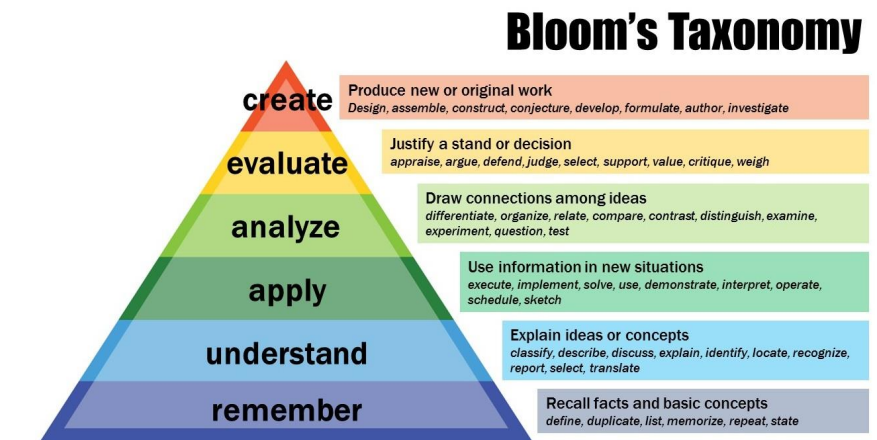 Bloom's Taxonomy
create
Produce new or original work
Design, assemble, construct, conjecture, develop, formulate, author, investigate
evaluate
Justify a stand or decision
appraise, argue, defend, judge, select, support, value, critique, weigh
analyze
Draw connections among ideas
differentiate, organize, relate, compare, contrast, distinguish, examine,
experiment, question, test
apply
Use information in new situations
execute, implement, solve, use, demonstrate, interpret, operate,
schedule, sketch
understand
Explain ideas or concepts
classify, describe, discuss, explain, identify, locate, recognize,
report, select, translate
remember
Recall facts and basic concepts
define, duplicate, list, memorize, repeat, state